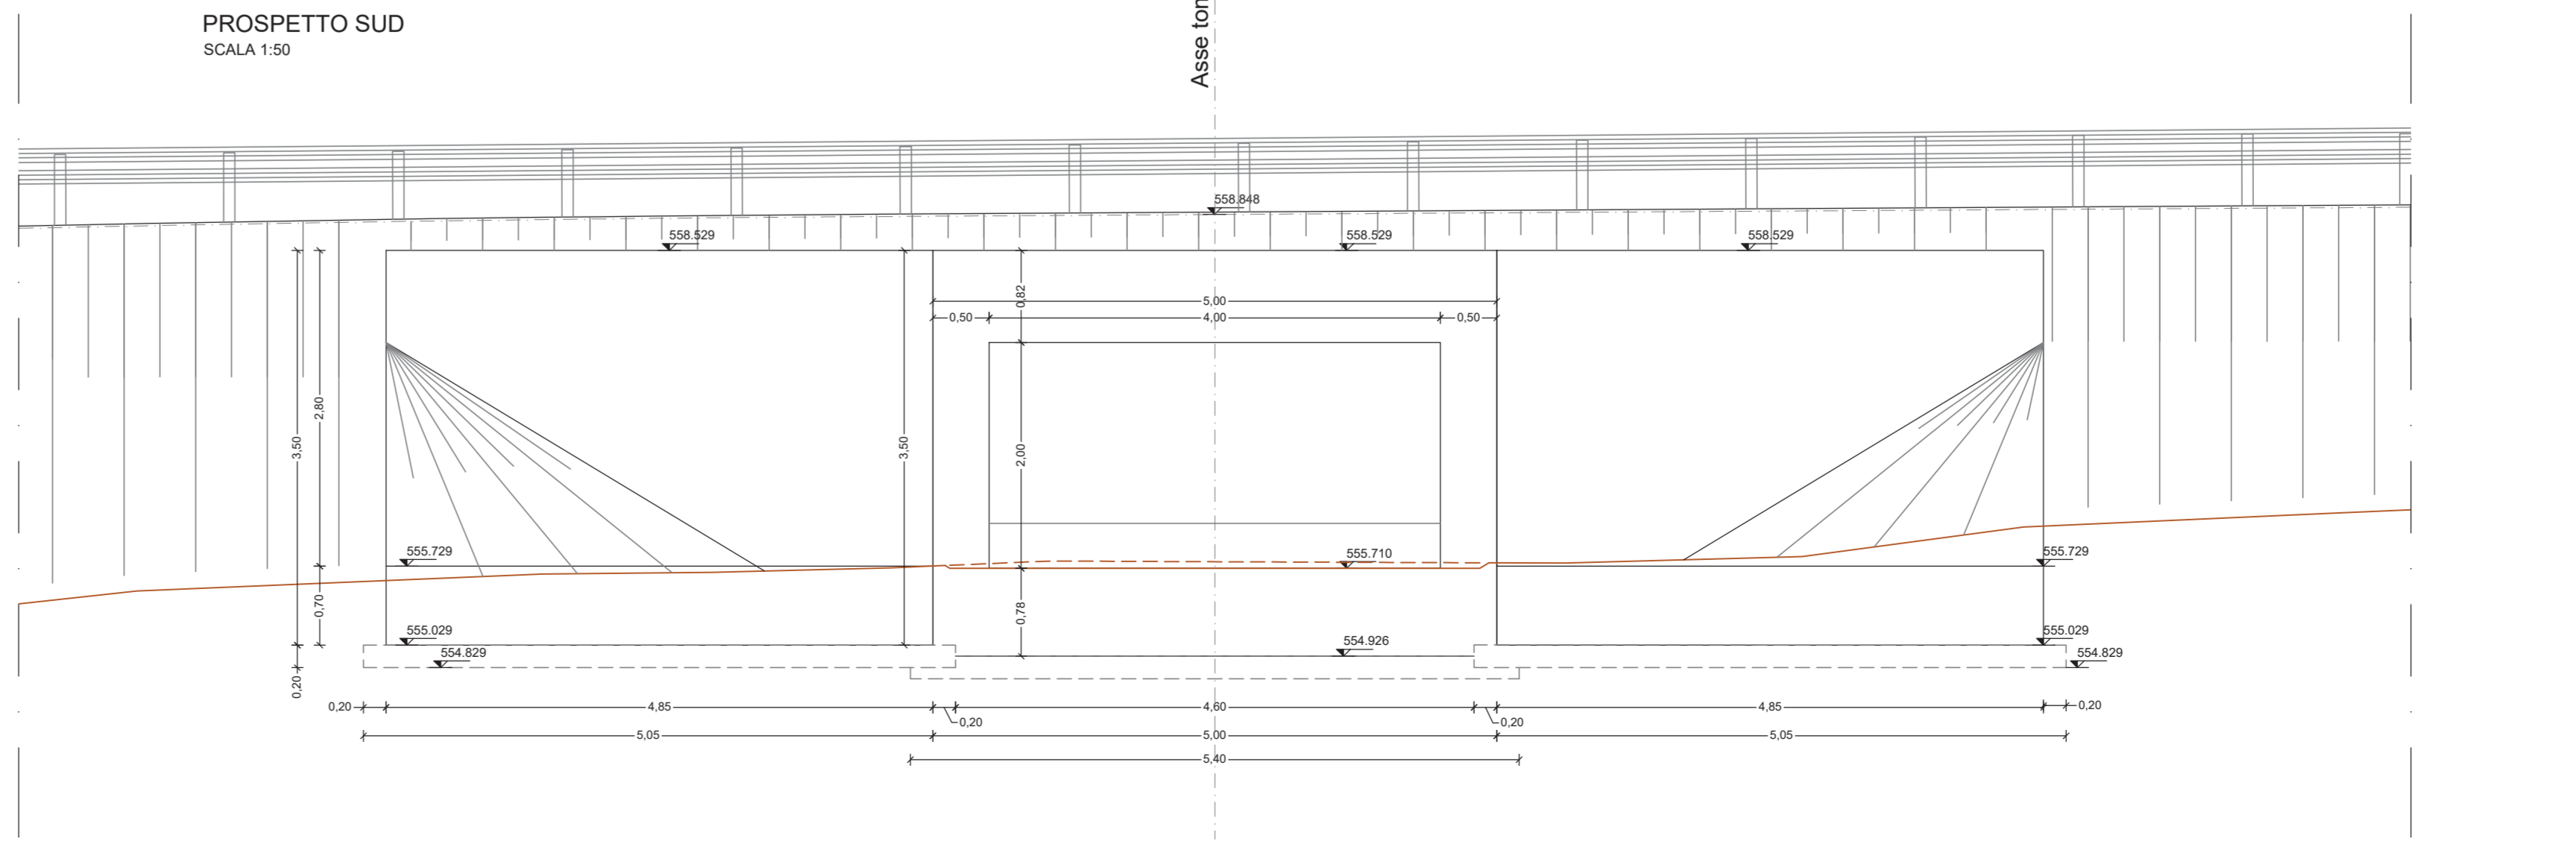 PROSPETTO SUD
SCALA 1:50
Asse ton
558.848
558.529 558.529 558.529
0,82
5,00
0,50 4,00 0,50
2,80
3,50 3,50 2,00
555.729 555.710 555.729
0,70 0,78
555.029 554.926 555.029
554.829 554.829
0,20
0,20 4,85 4,60 4,85 0,20
0,20 0,20
5,05 5,00 5,05
5,40